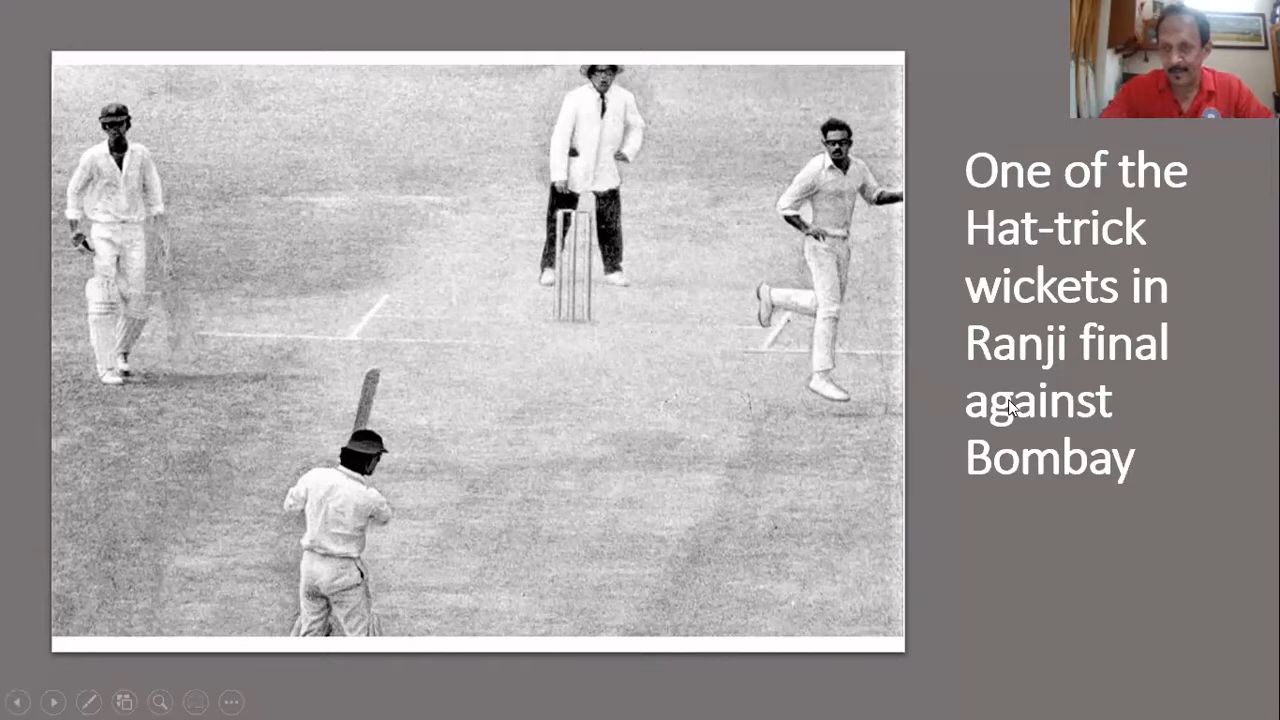 One of the
Hat-trick
wickets in
Ranji final
against
Bombay